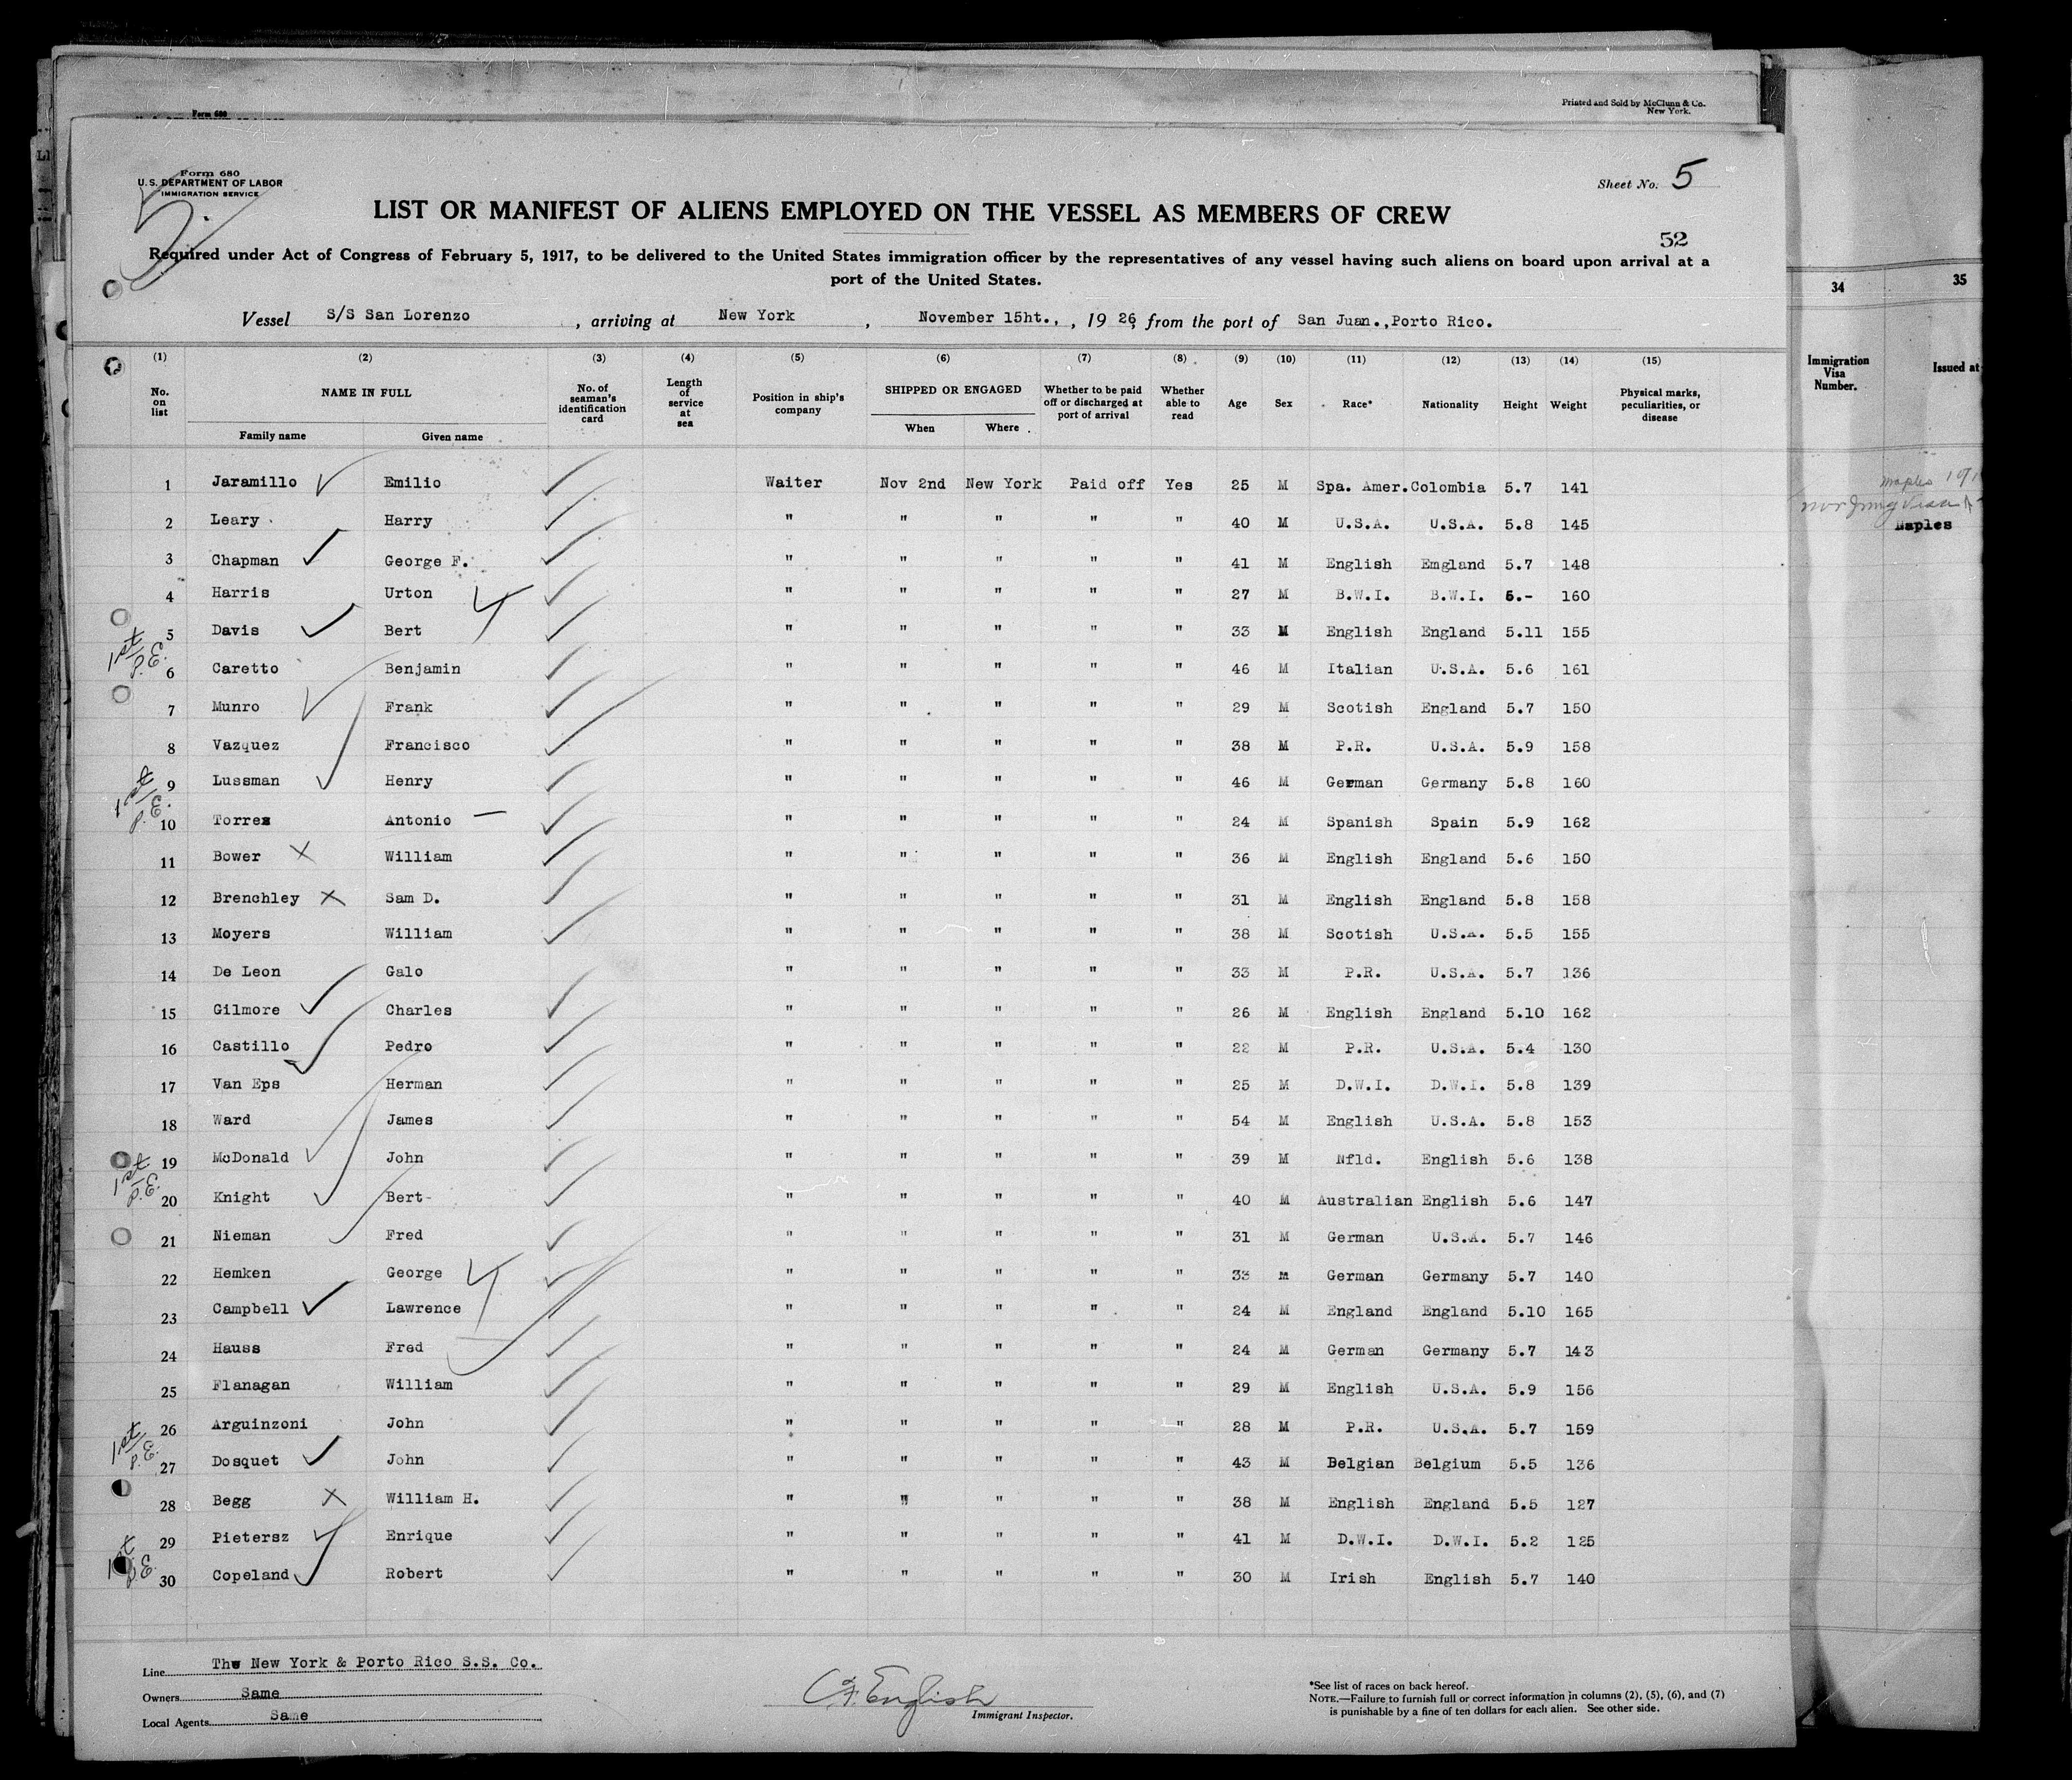 Printed and Sold by McClunn & Co.
New York.
Form 680
Form 680
U. S. DEPARTMENT OF LABOR
IMMIGRATION SERVICE
5.
Sheet No. 5
LIST OR MANIFEST OF ALIENS EMPLOYED ON THE VESSEL AS MEMBERS OF CREW
52
Required under Act of Congress of February 5, 1917, to be delivered to the United States immigration officer by the representatives of any vessel having such aliens on board upon arrival at a
port of the United States.
Vessel S/S San Lorenzo , arriving at New York , November 15ht., , 19 26, from the port of San Juan.,Porto Rico.
(1) (2) (3) (4) (5) (6) (7) (8) (9) (10) (11) (12) (13) (14) (15)
No. on list NAME IN FULL No. of seaman's identification card Length of service at sea Position in ship's company SHIPPED OR ENGAGED Whether to be paid off or discharged at port of arrival Whether able to read Age Sex Race* Nationality Height Weight Physical marks, peculiarities, or disease
Family name Given name When Where
1 Jaramillo Emilio Waiter Nov 2nd New York Paid off Yes 25 M Spa. Amer. Colombia 5.7 141
2 Leary Harry " " " " " 40 M U.S.A. U.S.A. 5.8 145
3 Chapman George F. " " " " " 41 M English Emgland 5.7 148
4 Harris Urton " " " " " 27 M B.W.I. B.W.I. 6.- 160
5 Davis Bert " " " " " 33 M English England 5.11 155
6 Caretto Benjamin " " " " " 46 M Italian U.S.A. 5.6 161
7 Munro Frank " " " " " 29 M Scotish England 5.7 150
8 Vazquez Francisco " " " " " 38 M P.R. U.S.A. 5.9 158
9 Lussman Henry " " " " " 46 M German Germany 5.8 160
10 Torres Antonio — " " " " " 24 M Spanish Spain 5.9 162
11 Bower X William " " " " " 36 M English England 5.6 150
12 Brenchley X Sam D. " " " " " 31 M English England 5.8 158
13 Moyers William " " " " " 38 M Scotish U.S.A. 5.5 155
14 De Leon Galo " " " " " 33 M P.R. U.S.A. 5.7 136
15 Gilmore Charles " " " " " 26 M English England 5.10 162
16 Castillo Pedro " " " " " 22 M P.R. U.S.A. 5.4 130
17 Van Eps Herman " " " " " 25 M D.W.I. D.W.I. 5.8 139
18 Ward James " " " " " 54 M English U.S.A. 5.8 153
19 McDonald John " " " " " 39 M Nfld. English 5.6 138
20 Knight Bert " " " " " 40 M Australian English 5.6 147
21 Nieman Fred " " " " " 31 M German U.S.A. 5.7 146
22 Hemken George " " " " " 33 M German Germany 5.7 140
23 Campbell Lawrence " " " " " 24 M England England 5.10 165
24 Hauss Fred " " " " " 24 M German Germany 5.7 143
25 Flanagan William " " " " " 29 M English U.S.A. 5.9 156
26 Arguinzoni John " " " " " 28 M P.R. U.S.A. 5.7 159
27 Dosquet John " " " " " 43 M Belgian Belgium 5.5 136
28 Begg X William H. " " " " " 38 M English England 5.5 127
29 Pietersz Enrique " " " " " 41 M D.W.I. D.W.I. 5.2 125
30 Copeland Robert " " " " " 30 M Irish English 5.7 140
1st P.E.
1st P.E.
1st P.E.
1st P.E.
1st P.E.
Line The New York & Porto Rico S.S. Co.
Owners Same
Local Agents Same
C.F. English
Immigrant Inspector.
*See list of races on back hereof.
NOTE.—Failure to furnish full or correct information in columns (2), (5), (6), and (7)
is punishable by a fine of ten dollars for each alien. See other side.
34 35
Immigration Visa Number. Issued at
Naples
Naples